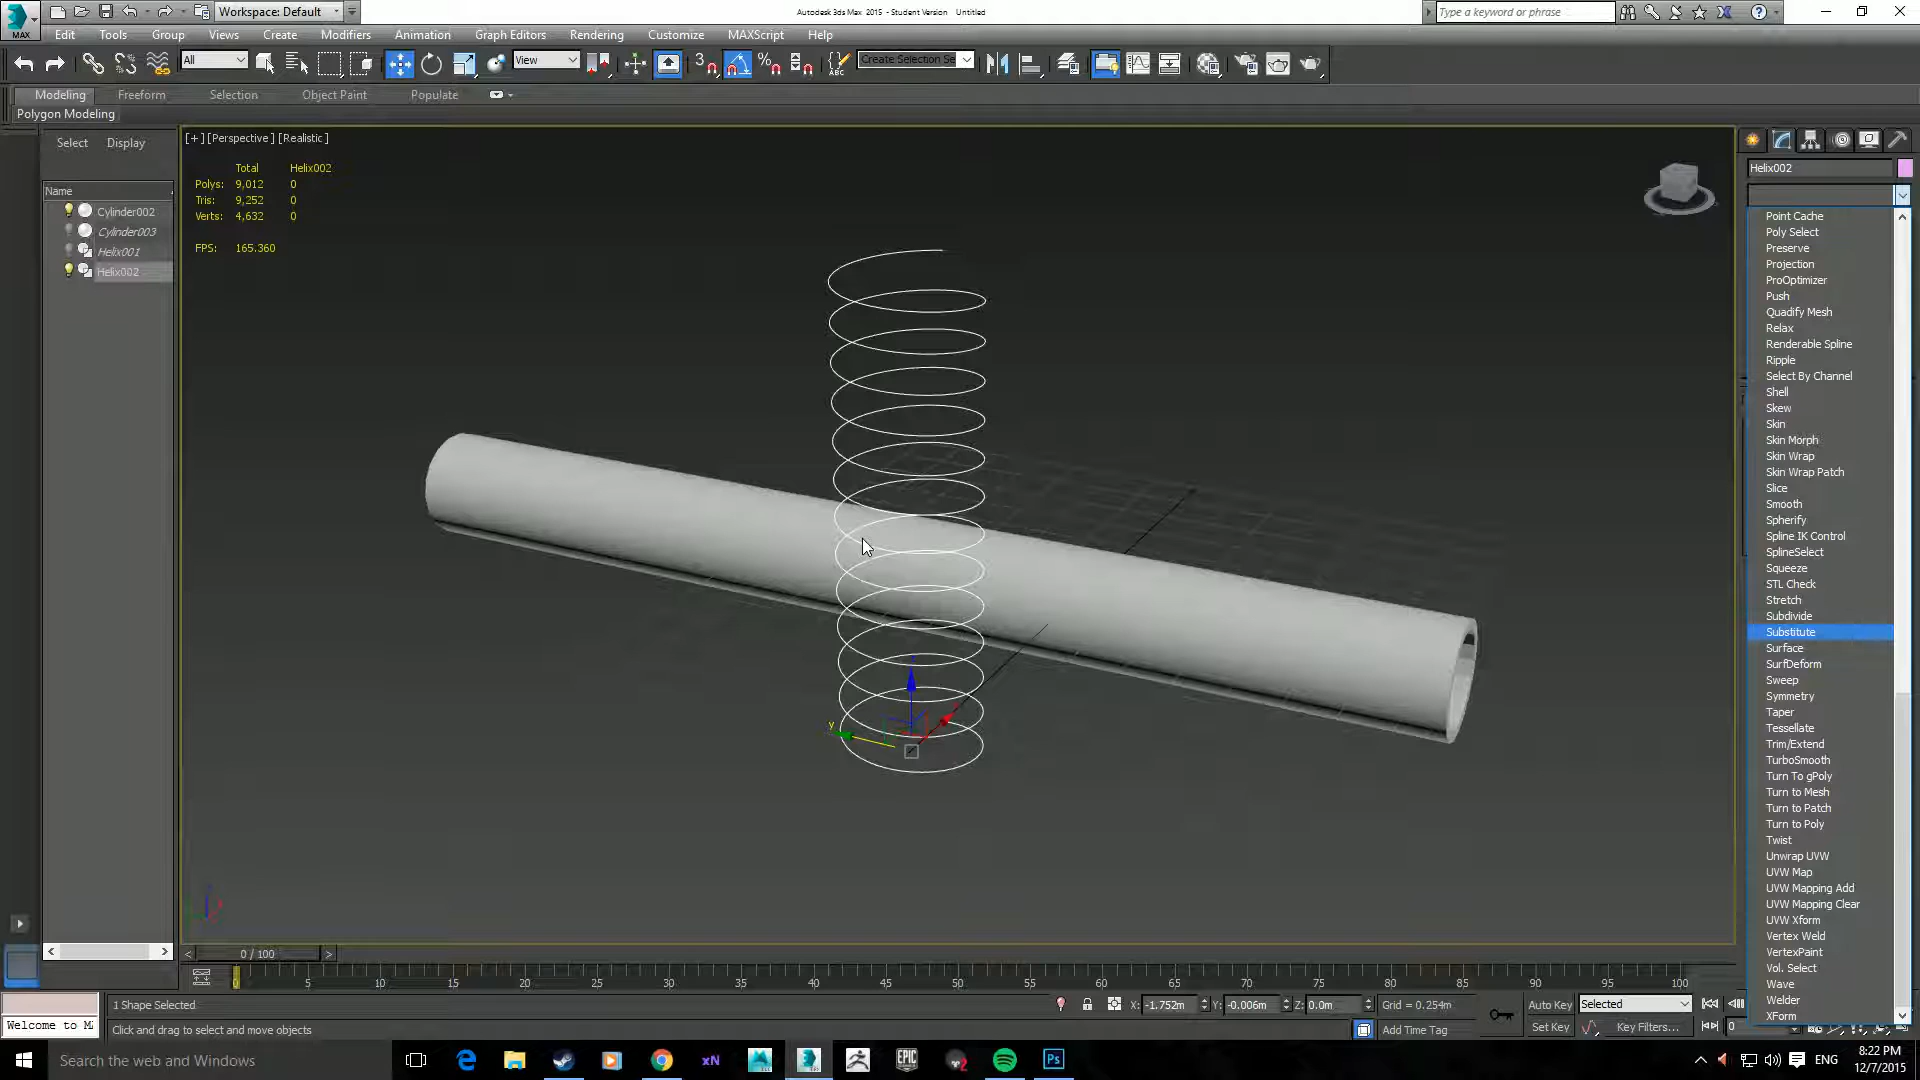 Workspace: Default
Autodesk 3ds Max 2015 - Student Version Untitled
Type a keyword or phrase
MAX
Edit Tools Group Views Create Modifiers Animation Graph Editors Rendering Customize MAXScript Help
All
View
3
ABC
Create Selection Se
Modeling Freeform Selection Object Paint Populate
Polygon Modeling
Select Display
Name
Cylinder002
Cylinder003
Helix001
Helix002
[+] [Perspective] [Realistic]
Total Helix002
Polys: 9,012 0
Tris: 9,252 0
Verts: 4,632 0
FPS: 165.360
y
Helix002
Point Cache
Poly Select
Preserve
Projection
ProOptimizer
Push
Quadify Mesh
Relax
Renderable Spline
Ripple
Select By Channel
Shell
Skew
Skin
Skin Morph
Skin Wrap
Skin Wrap Patch
Slice
Smooth
Spherify
Spline IK Control
SplineSelect
Squeeze
STL Check
Stretch
Subdivide
Substitute
Surface
SurfDeform
Sweep
Symmetry
Taper
Tessellate
Trim/Extend
TurboSmooth
Turn To gPoly
Turn to Mesh
Turn to Patch
Turn to Poly
Twist
Unwrap UVW
UVW Map
UVW Mapping Add
UVW Mapping Clear
UVW Xform
Vertex Weld
VertexPaint
Vol. Select
Wave
Welder
XForm
< 0 / 100 >
0 5 10 15 20 25 30 35 40 45 50 55 60 65 70 75 80 85 90 95 100
1 Shape Selected
X: -1.752m Y: -0.006m Z: 0.0m Grid = 0.254m
Auto Key Selected
Welcome to M
Click and drag to select and move objects
Add Time Tag
Set Key Key Filters... 0
Search the web and Windows
xN
EPIC GAMES
Ps
ENG
8:22 PM
12/7/2015